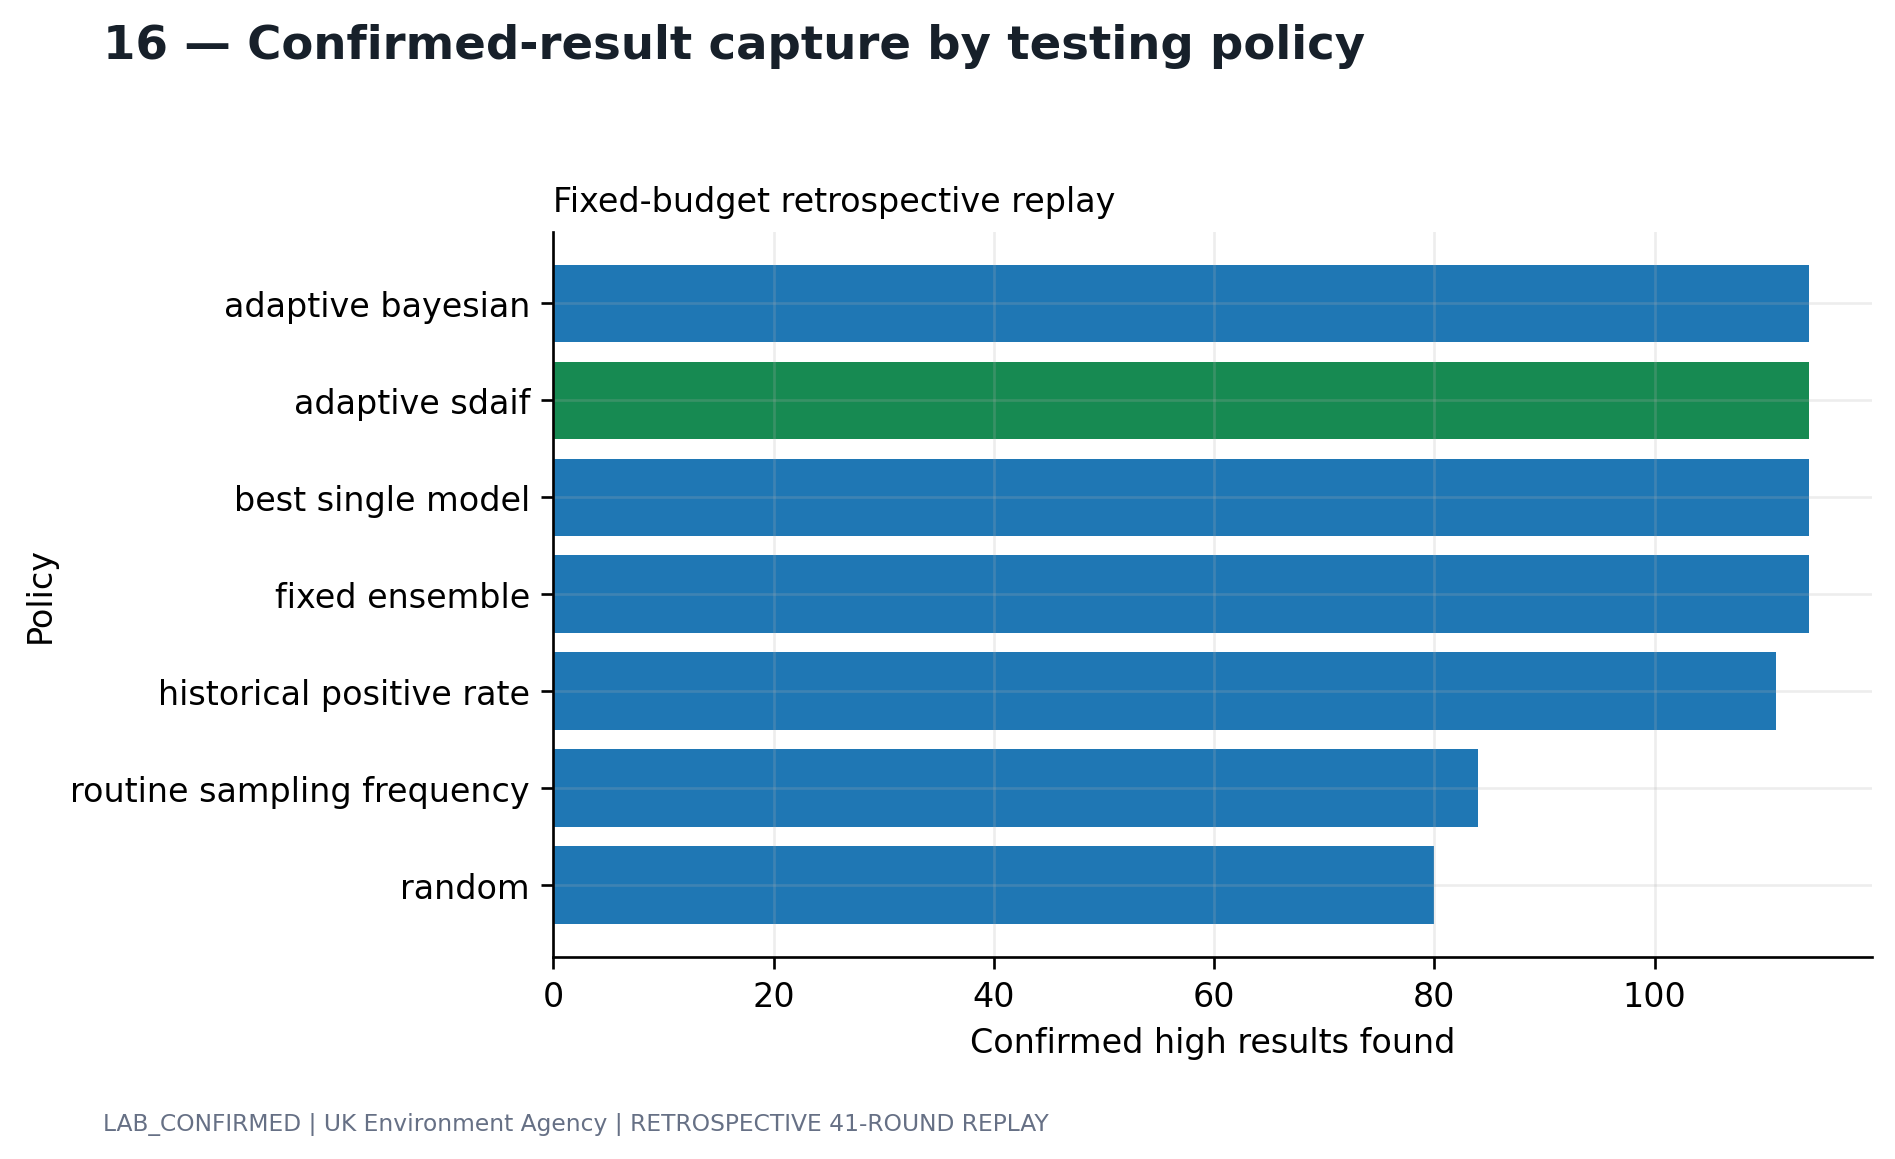 16 — Confirmed-result capture by testing policy
Fixed-budget retrospective replay
Policy
adaptive bayesian
adaptive sdaif
best single model
fixed ensemble
historical positive rate
routine sampling frequency
random
0 20 40 60 80 100
Confirmed high results found
LAB_CONFIRMED | UK Environment Agency | RETROSPECTIVE 41-ROUND REPLAY